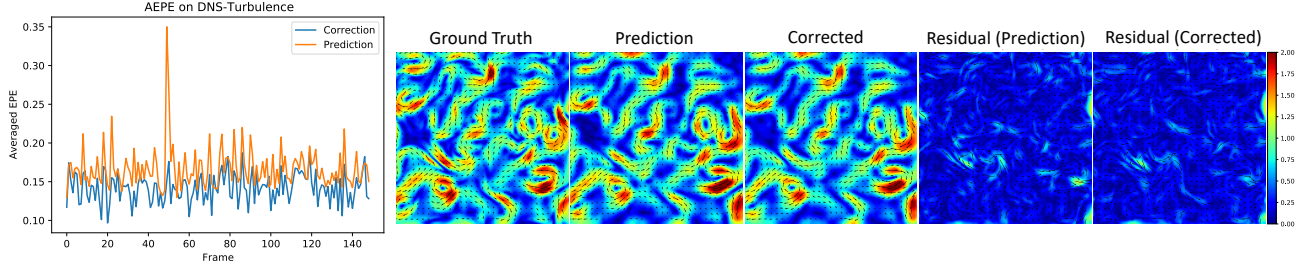 AEPE on DNS-Turbulence
Correction
Prediction
Averaged EPE
0.35
0.30
0.25
0.20
0.15
0.10
0 20 40 60 80 100 120 140
Frame
Ground Truth Prediction Corrected Residual (Prediction) Residual (Corrected)
2.00
1.75
1.50
1.25
1.00
0.75
0.50
0.25
0.00